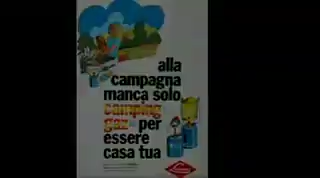 alla
campagna
manca solo
camping
gaz per
essere
casa tua